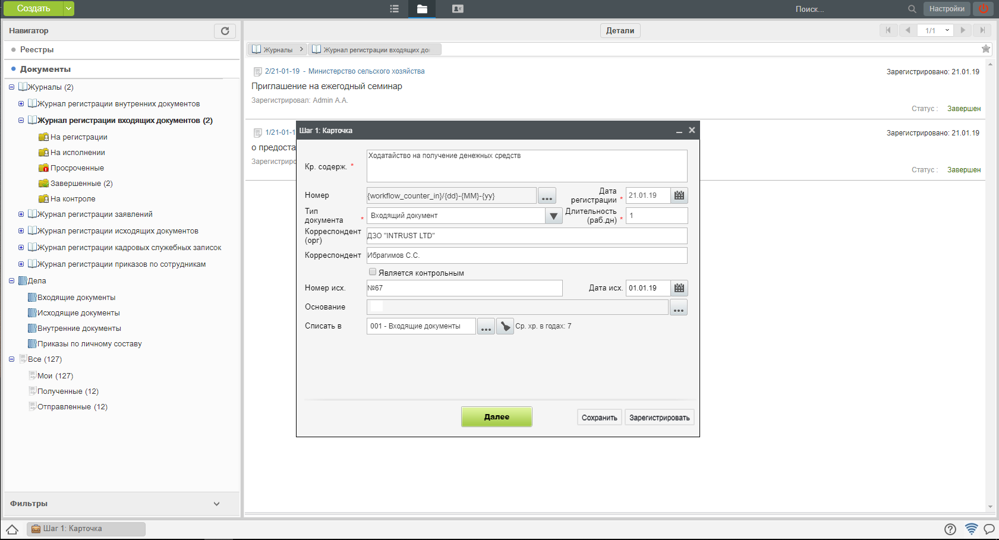 Создать
Поиск...
Настройки
Навигатор
Реестры
Документы
Журналы (2)
Журнал регистрации внутренних документов
Журнал регистрации входящих документов (2)
На регистрации
На исполнении
Просроченные
Завершенные (2)
На контроле
Журнал регистрации заявлений
Журнал регистрации исходящих документов
Журнал регистрации кадровых служебных записок
Журнал регистрации приказов по сотрудникам
Дела
Входящие документы
Исходящие документы
Внутренние документы
Приказы по личному составу
Все (127)
Мои (127)
Полученные (12)
Отправленные (12)
Фильтры
Детали
1/1
Журналы
Журнал регистрации входящих
2/21-01-19 - Министерство сельского хозяйства
Зарегистрировано: 21.01.19
Приглашение на ежегодный семинар
Зарегистрировал: Admin A.A.
Статус : Завершен
1/21-01-1
Зарегистрировано: 21.01.19
о предоста
Зарегистриро
Статус : Завершен
Шаг 1: Карточка
Кр. содерж. *
Ходатайство на получение денежных средств
Номер
{workflow_counter_in}/{dd}-{MM}-{yy}
...
Дата
регистрации *
21.01.19
Тип
документа *
Входящий документ
Длительность
(раб.дн) *
1
Корреспондент
(орг)
ДЗО "INTRUST LTD"
Корреспондент
Ибрагимов С.С.
Является контрольным
Номер исх.
№67
Дата исх.
01.01.19
Основание
...
Списать в
001 - Входящие документы
...
Ср. хр. в годах: 7
Далее
Сохранить
Зарегистрировать
Шаг 1: Карточка